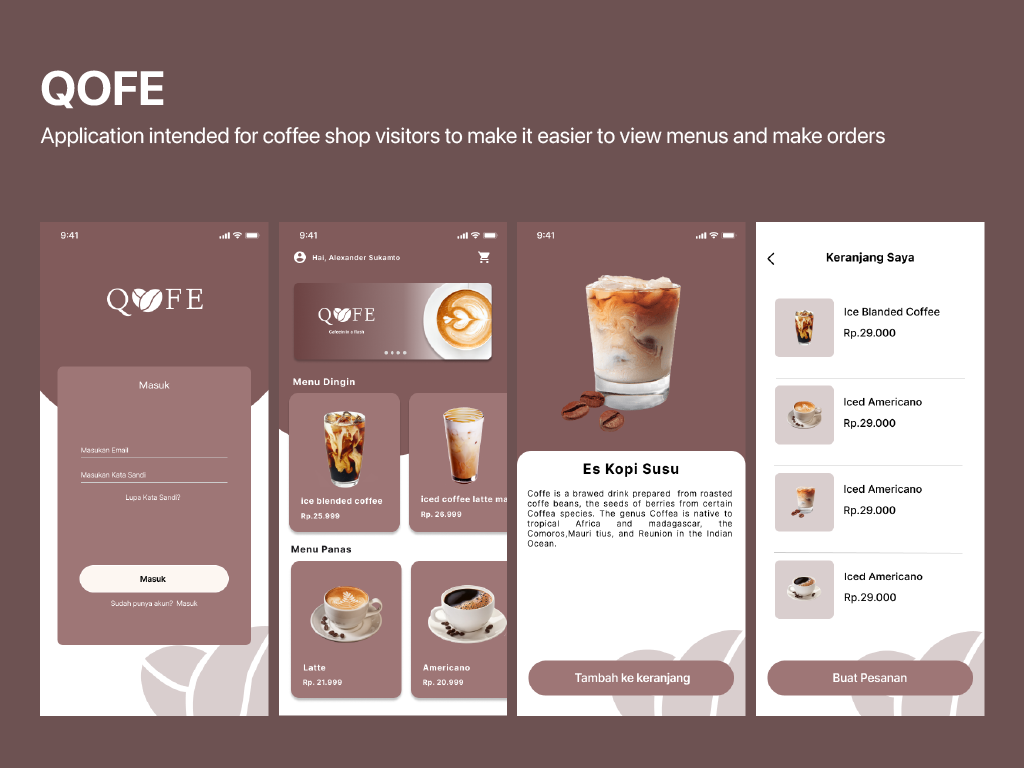 QOFE
Application intended for coffee shop visitors to make it easier to view menus and make orders
9:41
QOFE
Masuk
Masukan Email
Masukan Kata Sandi
Lupa Kata Sandi?
Masuk
Sudah punya akun? Masuk
9:41
Hai, Alexander Sukamto
QOFE
Menu Dingin
ice blended coffee
Rp.25.999
iced coffee latte ma
Rp. 26.999
Menu Panas
Latte
Rp. 21.999
Americano
Rp. 20.999
9:41
Es Kopi Susu
Coffe is a brawed drink prepared from roasted
coffe beans, the seeds of berries from certain
Coffea species. The genus Coffea is native to
tropical Africa and madagascar, the
Comoros,Mauri tius, and Reunion in the Indian
Ocean.
Tambah ke keranjang
Keranjang Saya
Ice Blanded Coffee
Rp.29.000
Iced Americano
Rp.29.000
Iced Americano
Rp.29.000
Iced Americano
Rp.29.000
Buat Pesanan